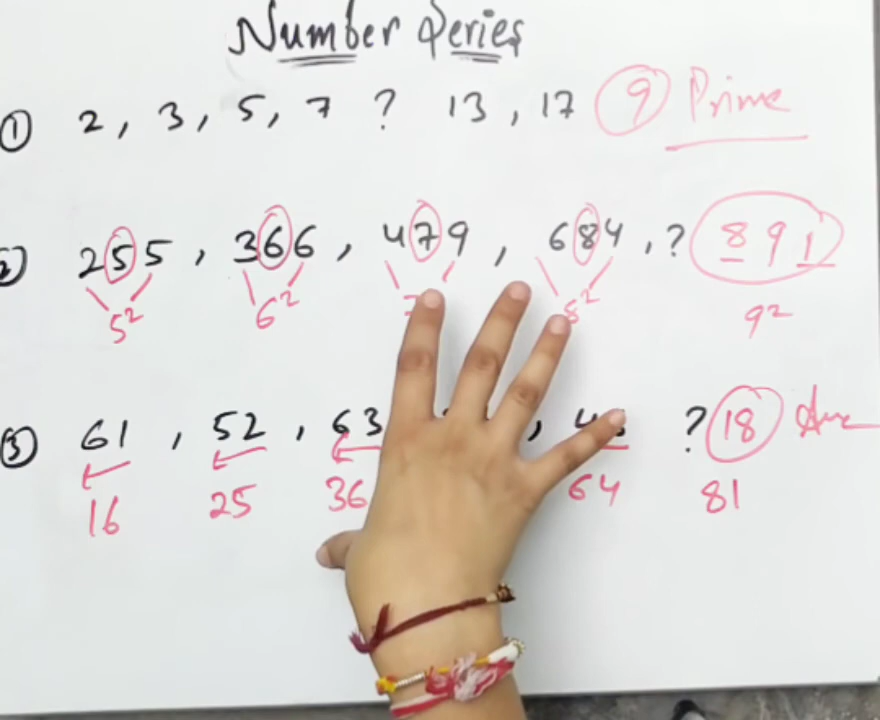 Number Series
① 2, 3, 5, 7 ? 13, 17 9 Prime
② 255, 366, 479, 684, ? 891
5² 6² 8² 9²
③ 61, 52, 63 , ? 18 Ans
16 25 36 64 81